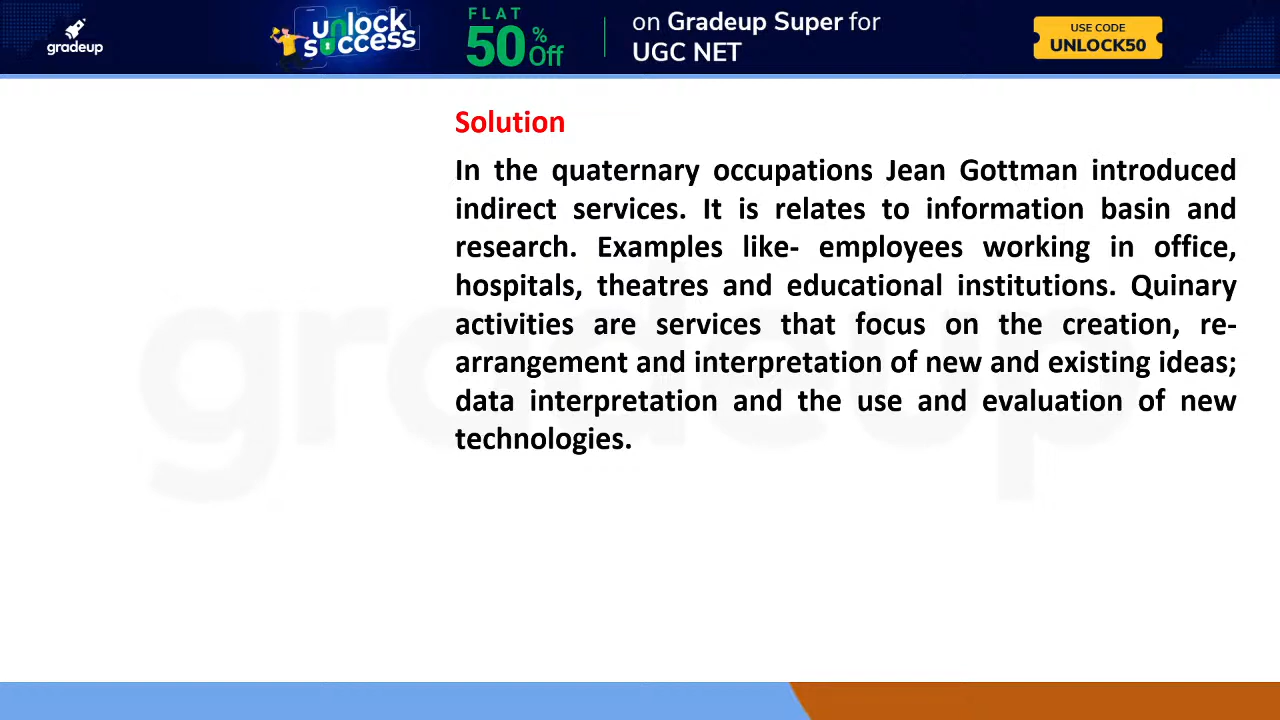 gradeup
unlock
success
FLAT
50% Off
on Gradeup Super for
UGC NET
USE CODE
UNLOCK50
Solution
In the quaternary occupations Jean Gottman introduced
indirect services. It is relates to information basin and
research. Examples like- employees working in office,
hospitals, theatres and educational institutions. Quinary
activities are services that focus on the creation, re-
arrangement and interpretation of new and existing ideas;
data interpretation and the use and evaluation of new
technologies.
gradeup